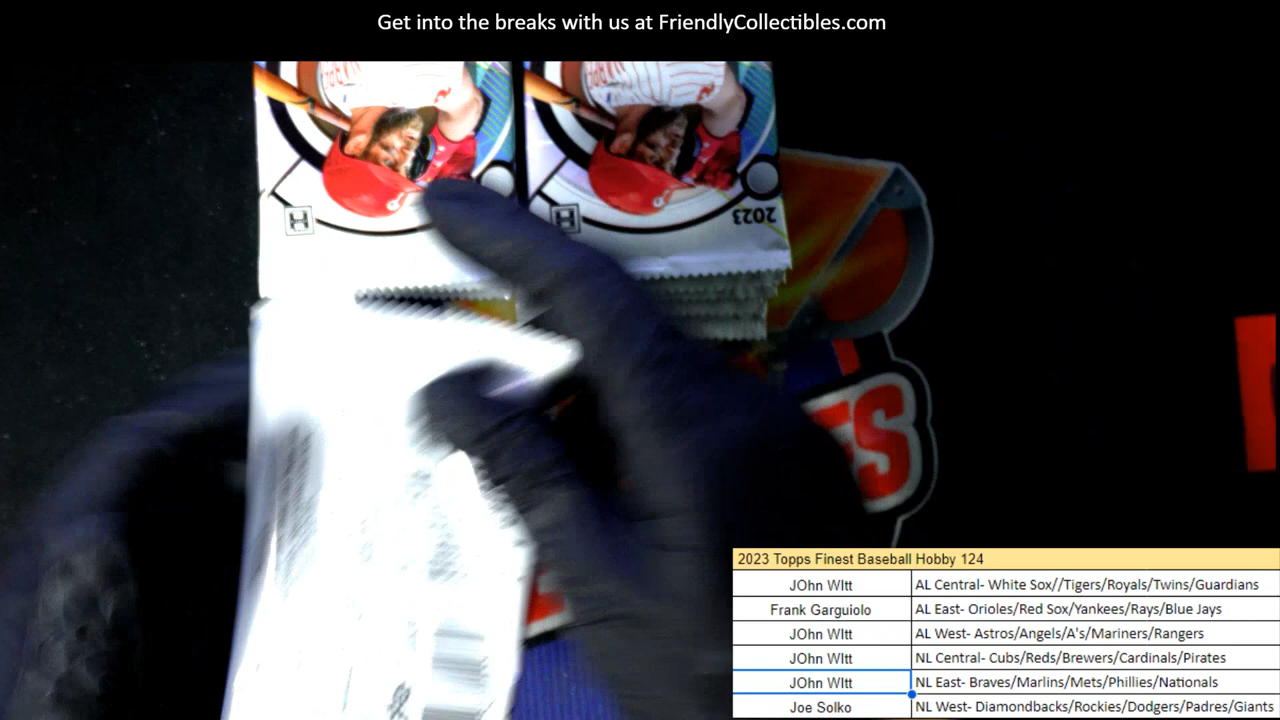 Get into the breaks with us at FriendlyCollectibles.com
H
H
2023
ES
2023 Topps Finest Baseball Hobby 124
JOhn WItt
AL Central- White Sox//Tigers/Royals/Twins/Guardians
Frank Garguiolo
AL East- Orioles/Red Sox/Yankees/Rays/Blue Jays
JOhn WItt
AL West- Astros/Angels/A's/Mariners/Rangers
JOhn WItt
NL Central- Cubs/Reds/Brewers/Cardinals/Pirates
JOhn WItt
NL East- Braves/Marlins/Mets/Phillies/Nationals
Joe Solko
NL West- Diamondbacks/Rockies/Dodgers/Padres/Giants